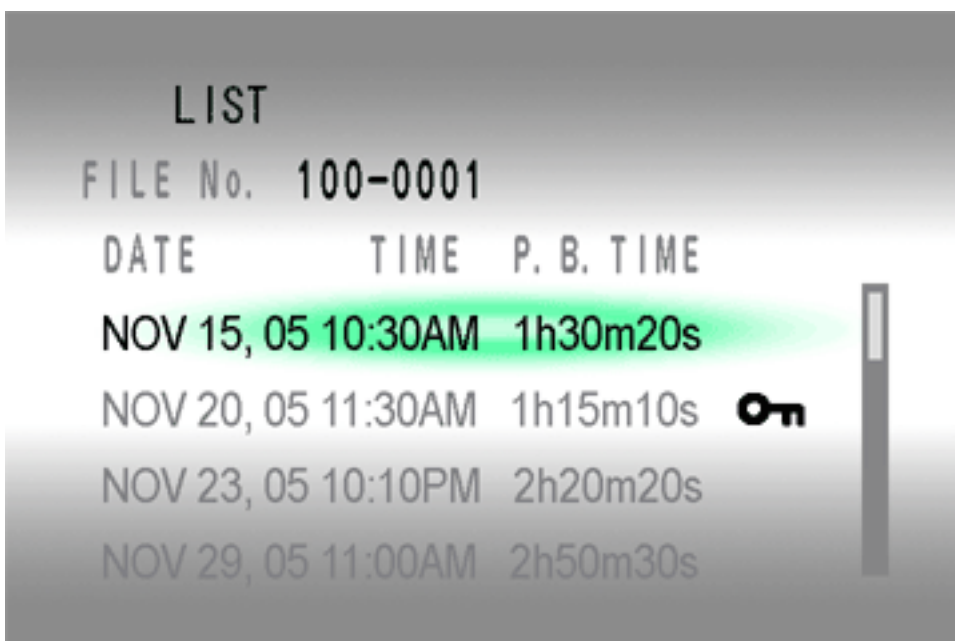 LIST
FILE No. 100-0001
DATE TIME P. B. TIME
NOV 15, 05 10:30AM 1h30m20s
NOV 20, 05 11:30AM 1h15m10s
NOV 23, 05 10:10PM 2h20m20s
NOV 29, 05 11:00AM 2h50m30s